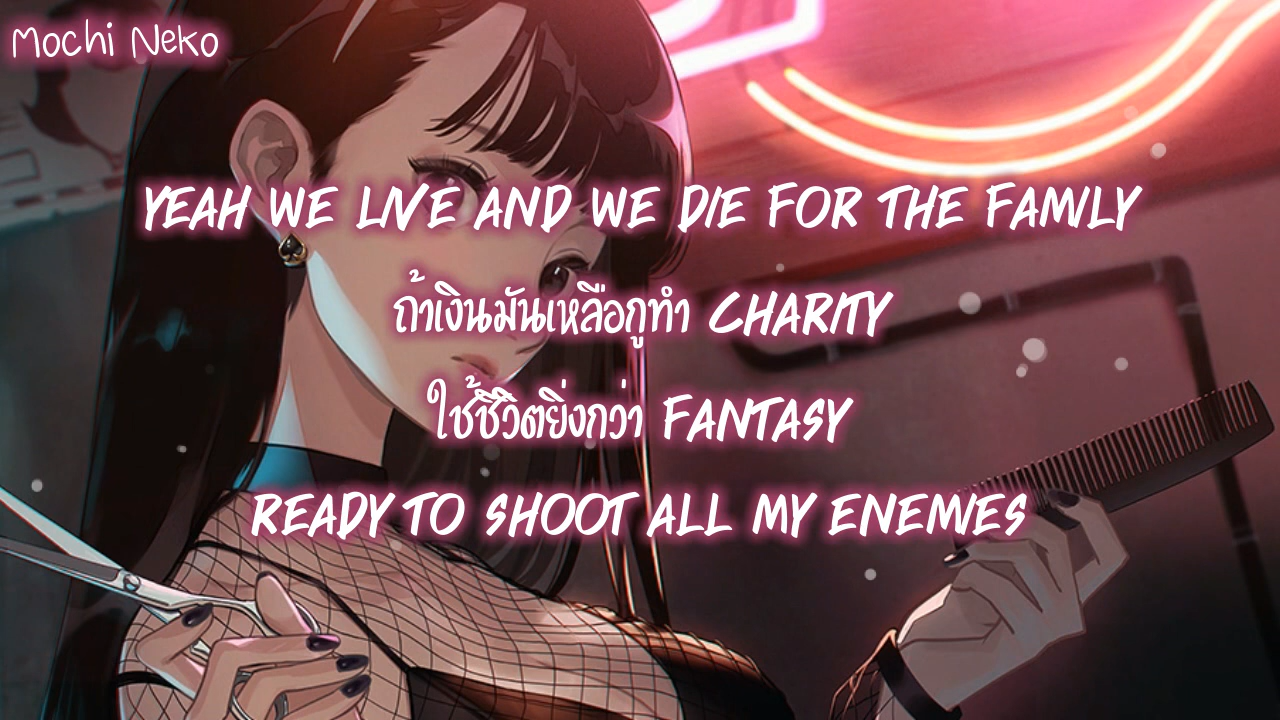 Mochi Neko
YEAH WE LIVE AND WE DIE FOR THE FAMILY
ถ้าเงินมันเหลือกูทำ CHARITY
ใช้ชีวิตยิ่งกว่า FANTASY
READY TO SHOOT ALL MY ENEMIES